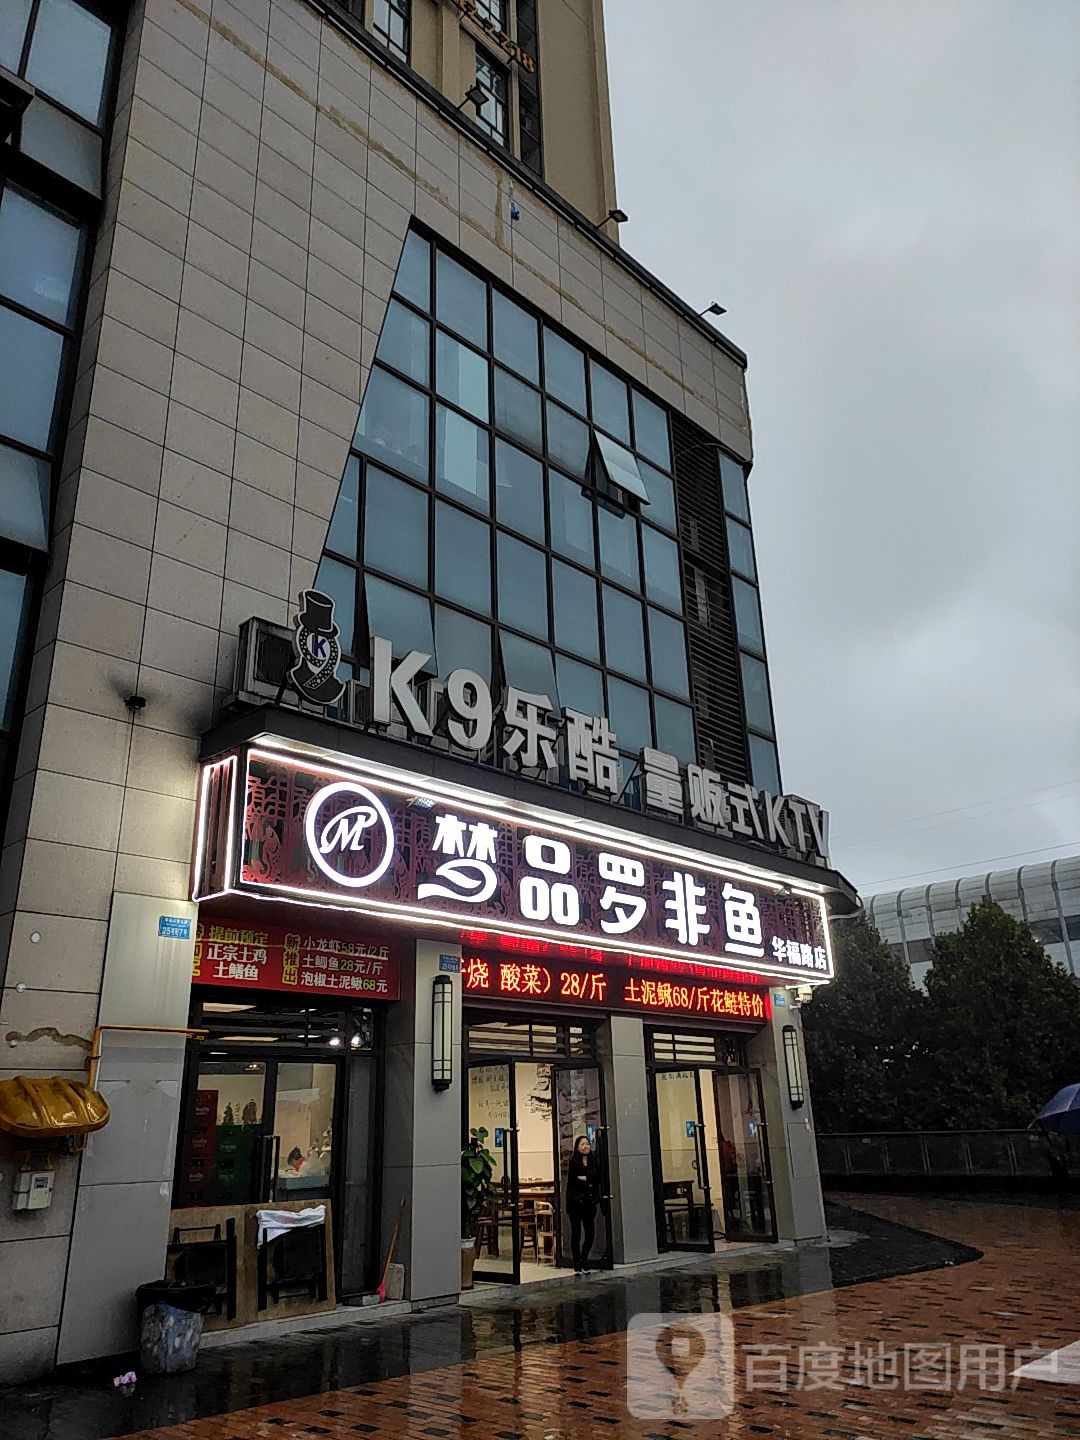 K
K9乐酷 量贩式KTV
M
梦品罗非鱼
华福路店
提前预定
正宗土鸡
土鳝鱼
新推出
小龙虾58元/2斤
土鲫鱼28元/斤
泡椒土泥鳅68元
烧 酸菜）28/斤 土泥鳅68/斤花鲢特价
百度地图用户